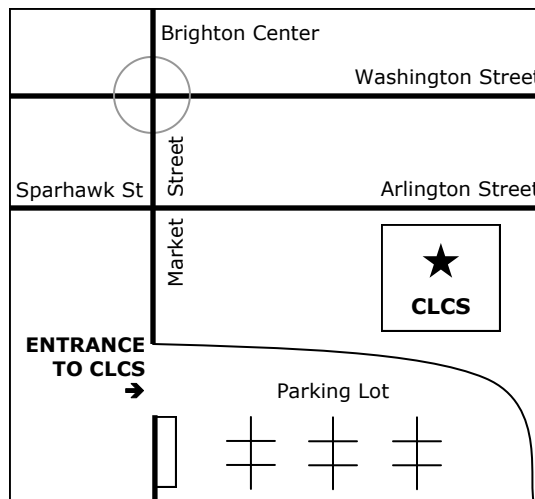 Brighton Center
Washington Street
Market Street
Sparhawk St
Arlington Street
CLCS
ENTRANCE
TO CLCS
Parking Lot